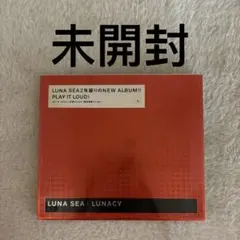 未開封
LUNA SEA2年振りのNEW ALBUM!!
PLAY IT LOUD!
LUNA SEA : LUNACY